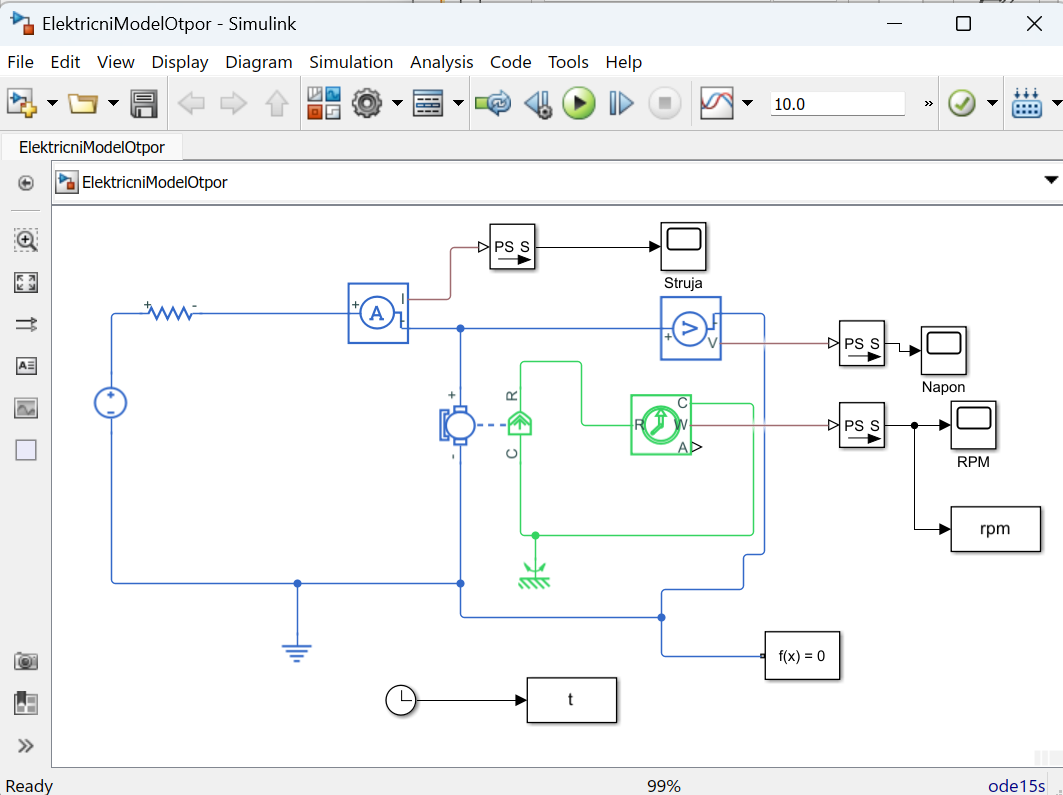 ElektricniModelOtpor - Simulink
File Edit View Display Diagram Simulation Analysis Code Tools Help
10.0 »
ElektricniModelOtpor
ElektricniModelOtpor
PS S
Struja
+ -
+ A I -
+ V -
PS S
Napon
+ -
+ -
R
C
R C W A
PS S
RPM
rpm
f(x) = 0
t
Ready 99% ode15s